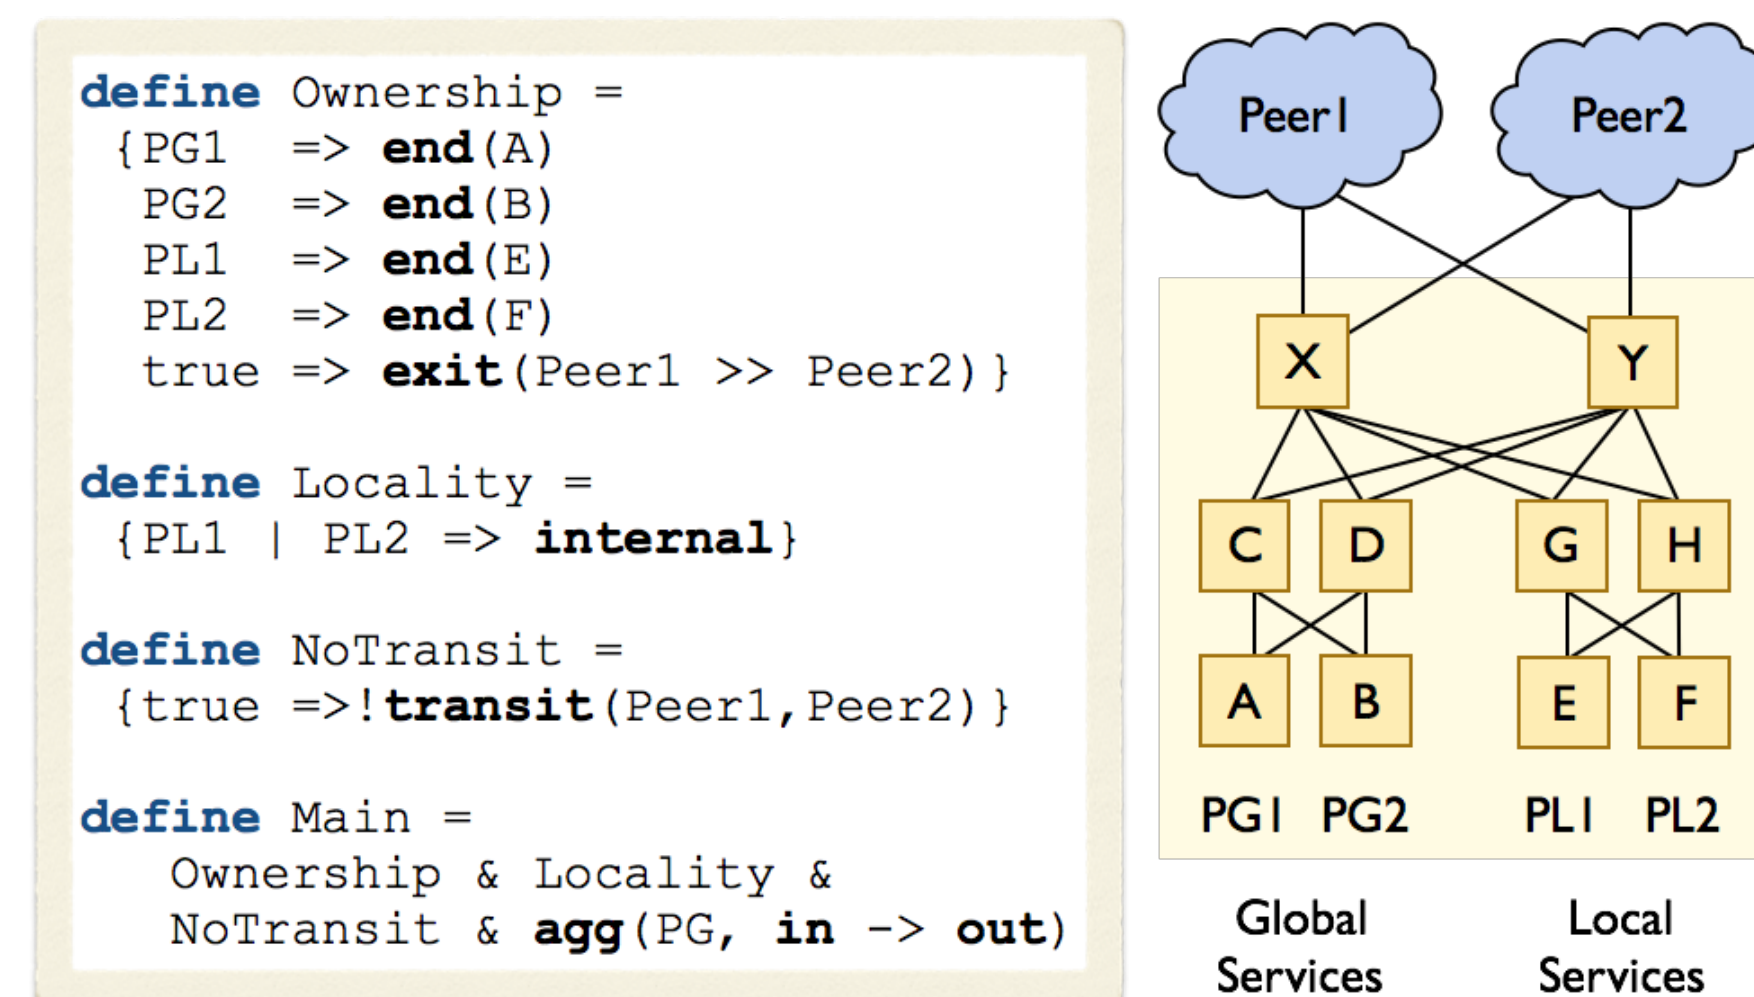 define Ownership =
{PG1 => end(A)
PG2 => end(B)
PL1 => end(E)
PL2 => end(F)
true => exit(Peer1 >> Peer2)}
define Locality =
{PL1 | PL2 => internal}
define NoTransit =
{true =>!transit(Peer1,Peer2)}
define Main =
Ownership & Locality &
NoTransit & agg(PG, in -> out)
Peer1 Peer2
X Y
C D G H
A B E F
PG1 PG2 PL1 PL2
Global Local
Services Services